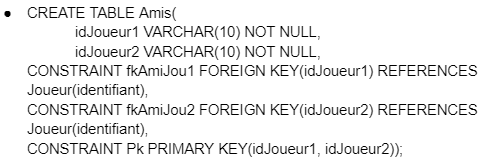 ● CREATE TABLE Amis(
idJoueur1 VARCHAR(10) NOT NULL,
idJoueur2 VARCHAR(10) NOT NULL,
CONSTRAINT fkAmiJou1 FOREIGN KEY(idJoueur1) REFERENCES
Joueur(identifiant),
CONSTRAINT fkAmiJou2 FOREIGN KEY(idJoueur2) REFERENCES
Joueur(identifiant),
CONSTRAINT Pk PRIMARY KEY(idJoueur1, idJoueur2));